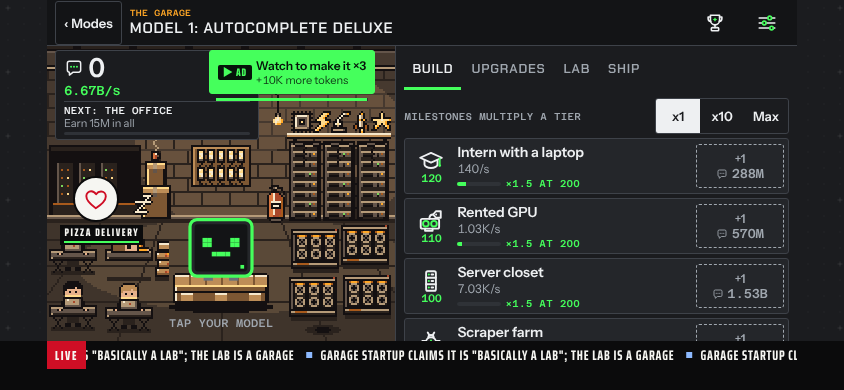 ‹ Modes
THE GARAGE
MODEL 1: AUTOCOMPLETE DELUXE
0
6.67B/s
NEXT: THE OFFICE
Earn 15M in all
AD
Watch to make it ×3
+10K more tokens
PIZZA DELIVERY
TAP YOUR MODEL
BUILD
UPGRADES
LAB
SHIP
MILESTONES MULTIPLY A TIER
x1
x10
Max
Intern with a laptop
140/s
120
×1.5 AT 200
+1
288M
Rented GPU
1.03K/s
110
×1.5 AT 200
+1
570M
Server closet
7.03K/s
100
×1.5 AT 200
+1
1.53B
Scraper farm
+1
LIVE
S "BASICALLY A LAB"; THE LAB IS A GARAGE ■ GARAGE STARTUP CLAIMS IT IS "BASICALLY A LAB"; THE LAB IS A GARAGE ■ GARAGE STARTUP CL